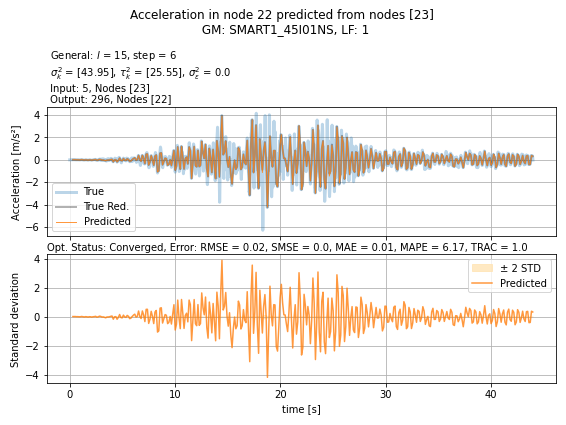 Acceleration in node 22 predicted from nodes [23]
GM: SMART1_45I01NS, LF: 1
General: l = 15, step = 6
σ²ₖ = [43.95], τ²ₖ = [25.55], σ²ε = 0.0
Input: 5, Nodes [23]
Output: 296, Nodes [22]
Acceleration [m/s²]
4
2
0
−2
−4
−6
True
True Red.
Predicted
Opt. Status: Converged, Error: RMSE = 0.02, SMSE = 0.0, MAE = 0.01, MAPE = 6.17, TRAC = 1.0
Standard deviation
4
2
0
−2
−4
± 2 STD
Predicted
0 10 20 30 40
time [s]